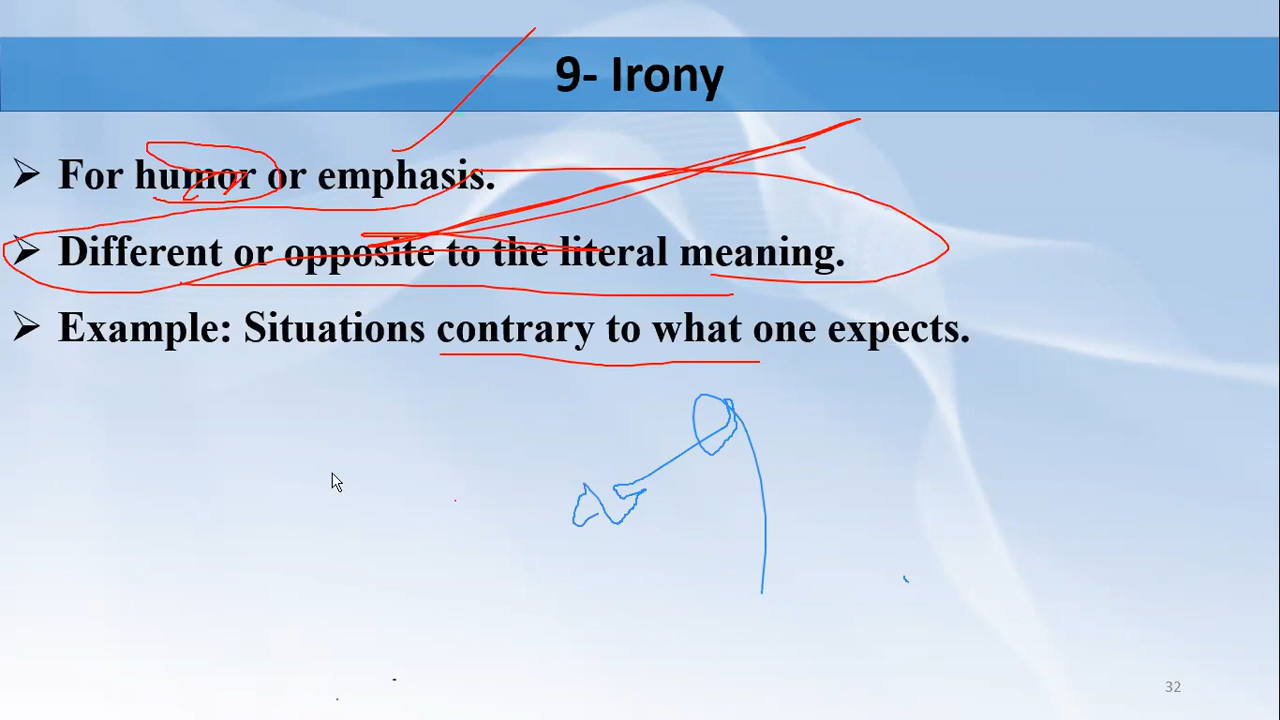 9- Irony
➢ For humor or emphasis.
➢ Different or opposite to the literal meaning.
➢ Example: Situations contrary to what one expects.
32